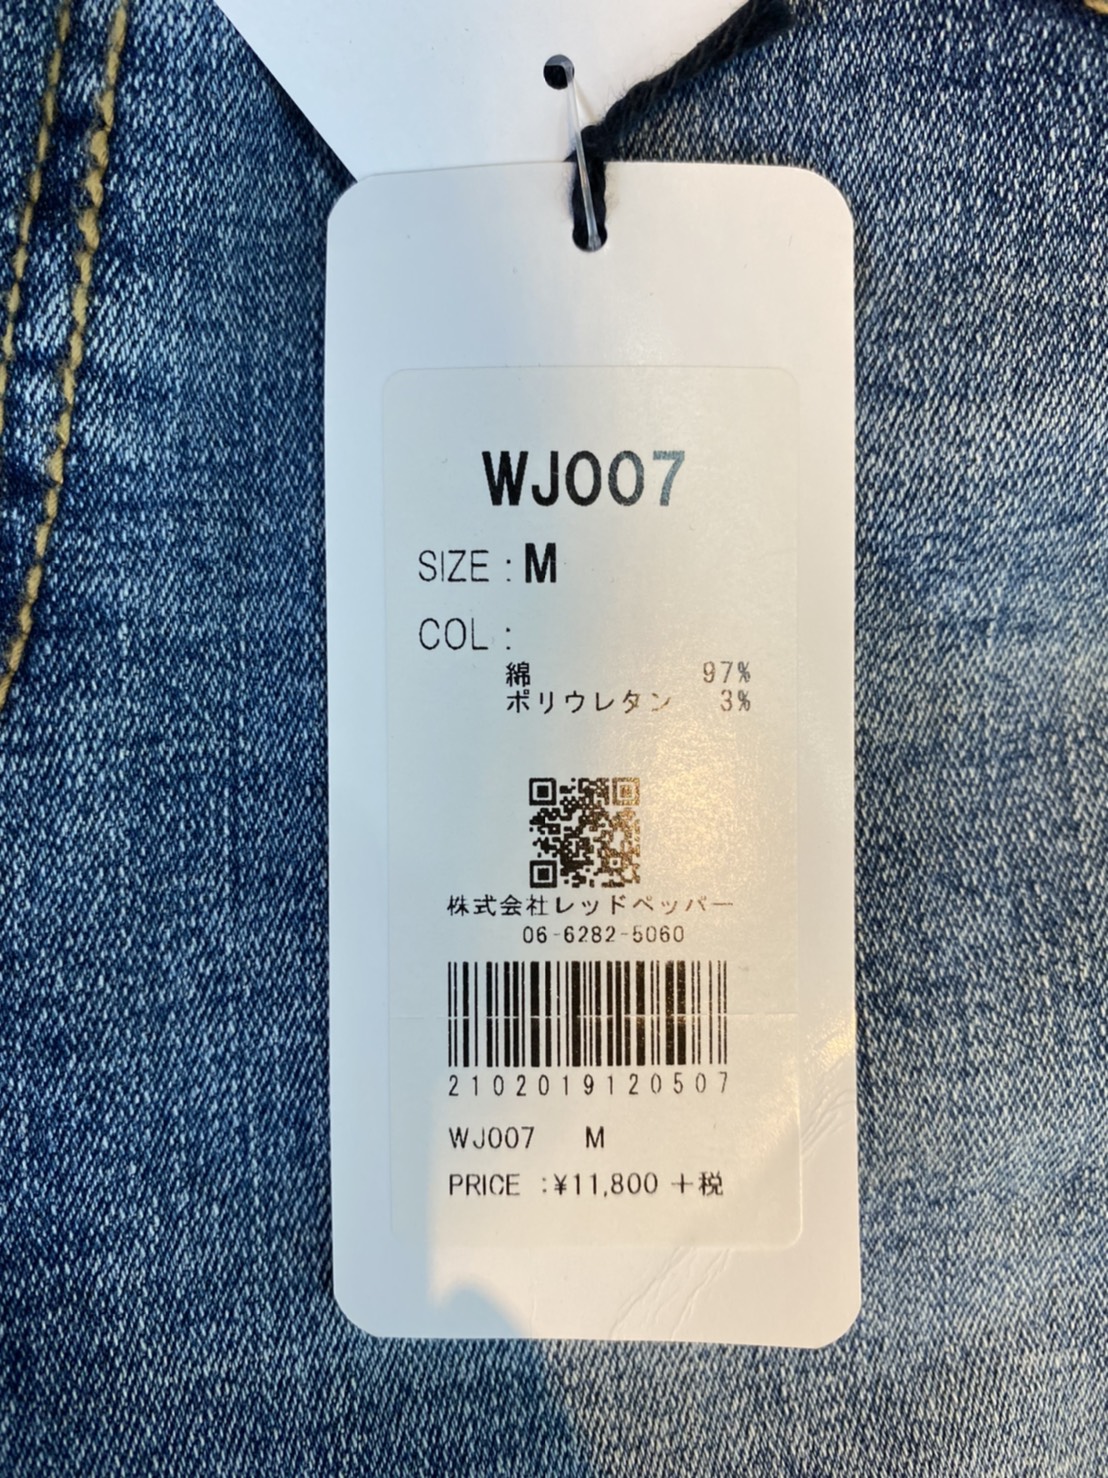 WJ007
SIZE : M
COL :
綿 97%
ポリウレタン 3%
株式会社レッドペッパー
06-6282-5060
2102019120507
WJ007 M
PRICE :¥11,800 +税